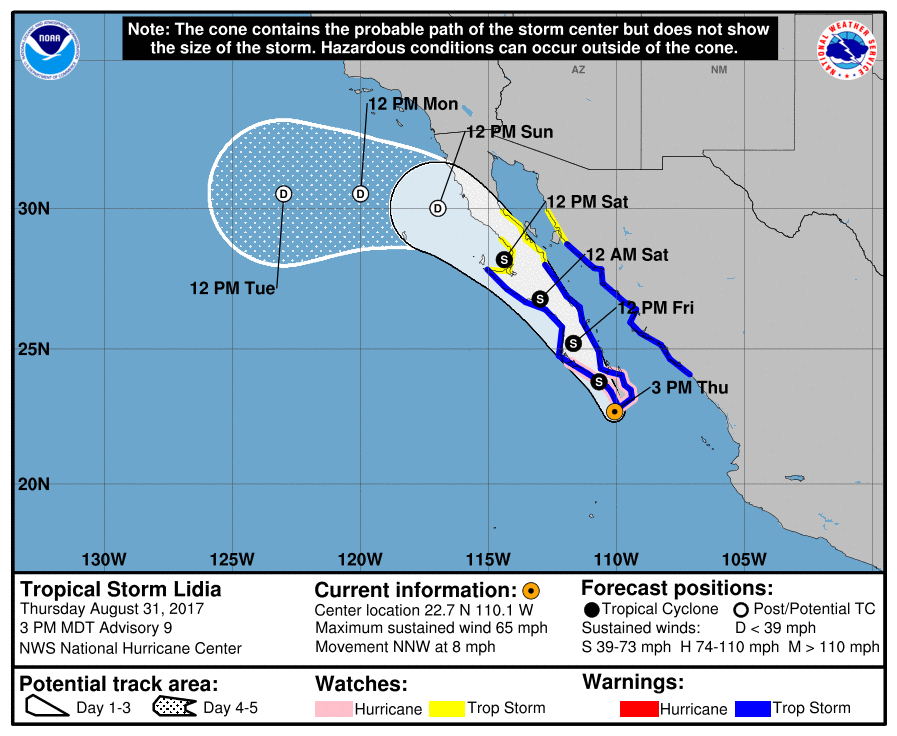 Note: The cone contains the probable path of the storm center but does not show
the size of the storm. Hazardous conditions can occur outside of the cone.
NOAA
NATIONAL WEATHER SERVICE
AZ
NM
12 PM Mon
12 PM Sun
12 PM Sat
12 AM Sat
12 PM Tue
12 PM Fri
3 PM Thu
D
D
D
S
S
S
S
30N
25N
20N
130W
125W
120W
115W
110W
105W
Tropical Storm Lidia
Thursday August 31, 2017
3 PM MDT Advisory 9
NWS National Hurricane Center
Current information:
Center location 22.7 N 110.1 W
Maximum sustained wind 65 mph
Movement NNW at 8 mph
Forecast positions:
Tropical Cyclone Post/Potential TC
Sustained winds: D < 39 mph
S 39-73 mph H 74-110 mph M > 110 mph
Potential track area:
Day 1-3 Day 4-5
Watches:
Hurricane Trop Storm
Warnings:
Hurricane Trop Storm